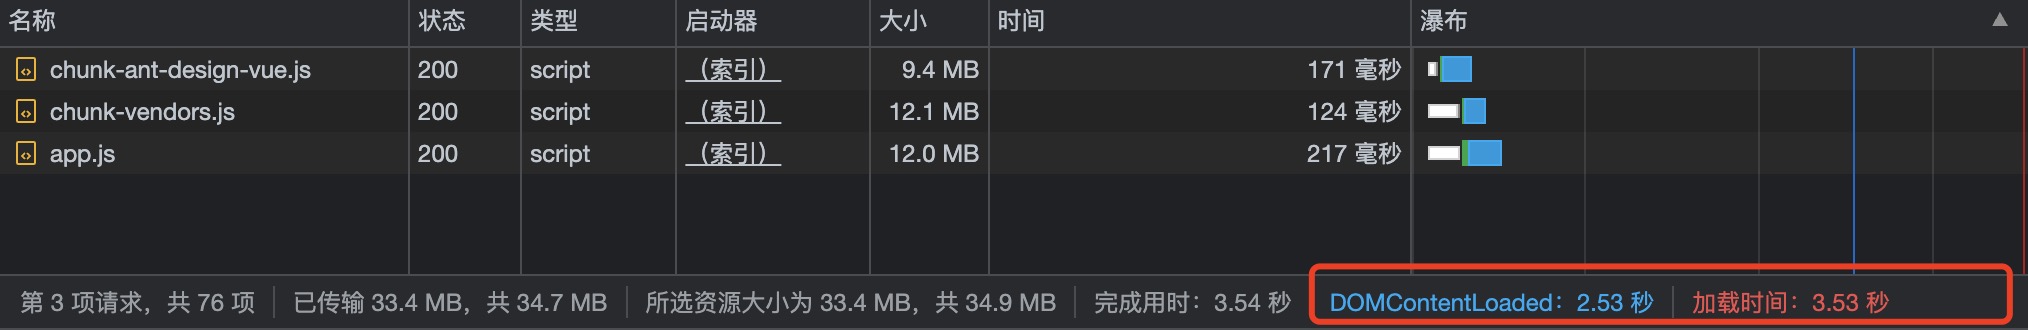 名称 状态 类型 启动器 大小 时间 瀑布 ▲
chunk-ant-design-vue.js 200 script （索引） 9.4 MB 171 毫秒
chunk-vendors.js 200 script （索引） 12.1 MB 124 毫秒
app.js 200 script （索引） 12.0 MB 217 毫秒
第 3 项请求，共 76 项 已传输 33.4 MB，共 34.7 MB 所选资源大小为 33.4 MB，共 34.9 MB 完成用时：3.54 秒 DOMContentLoaded：2.53 秒 加载时间：3.53 秒